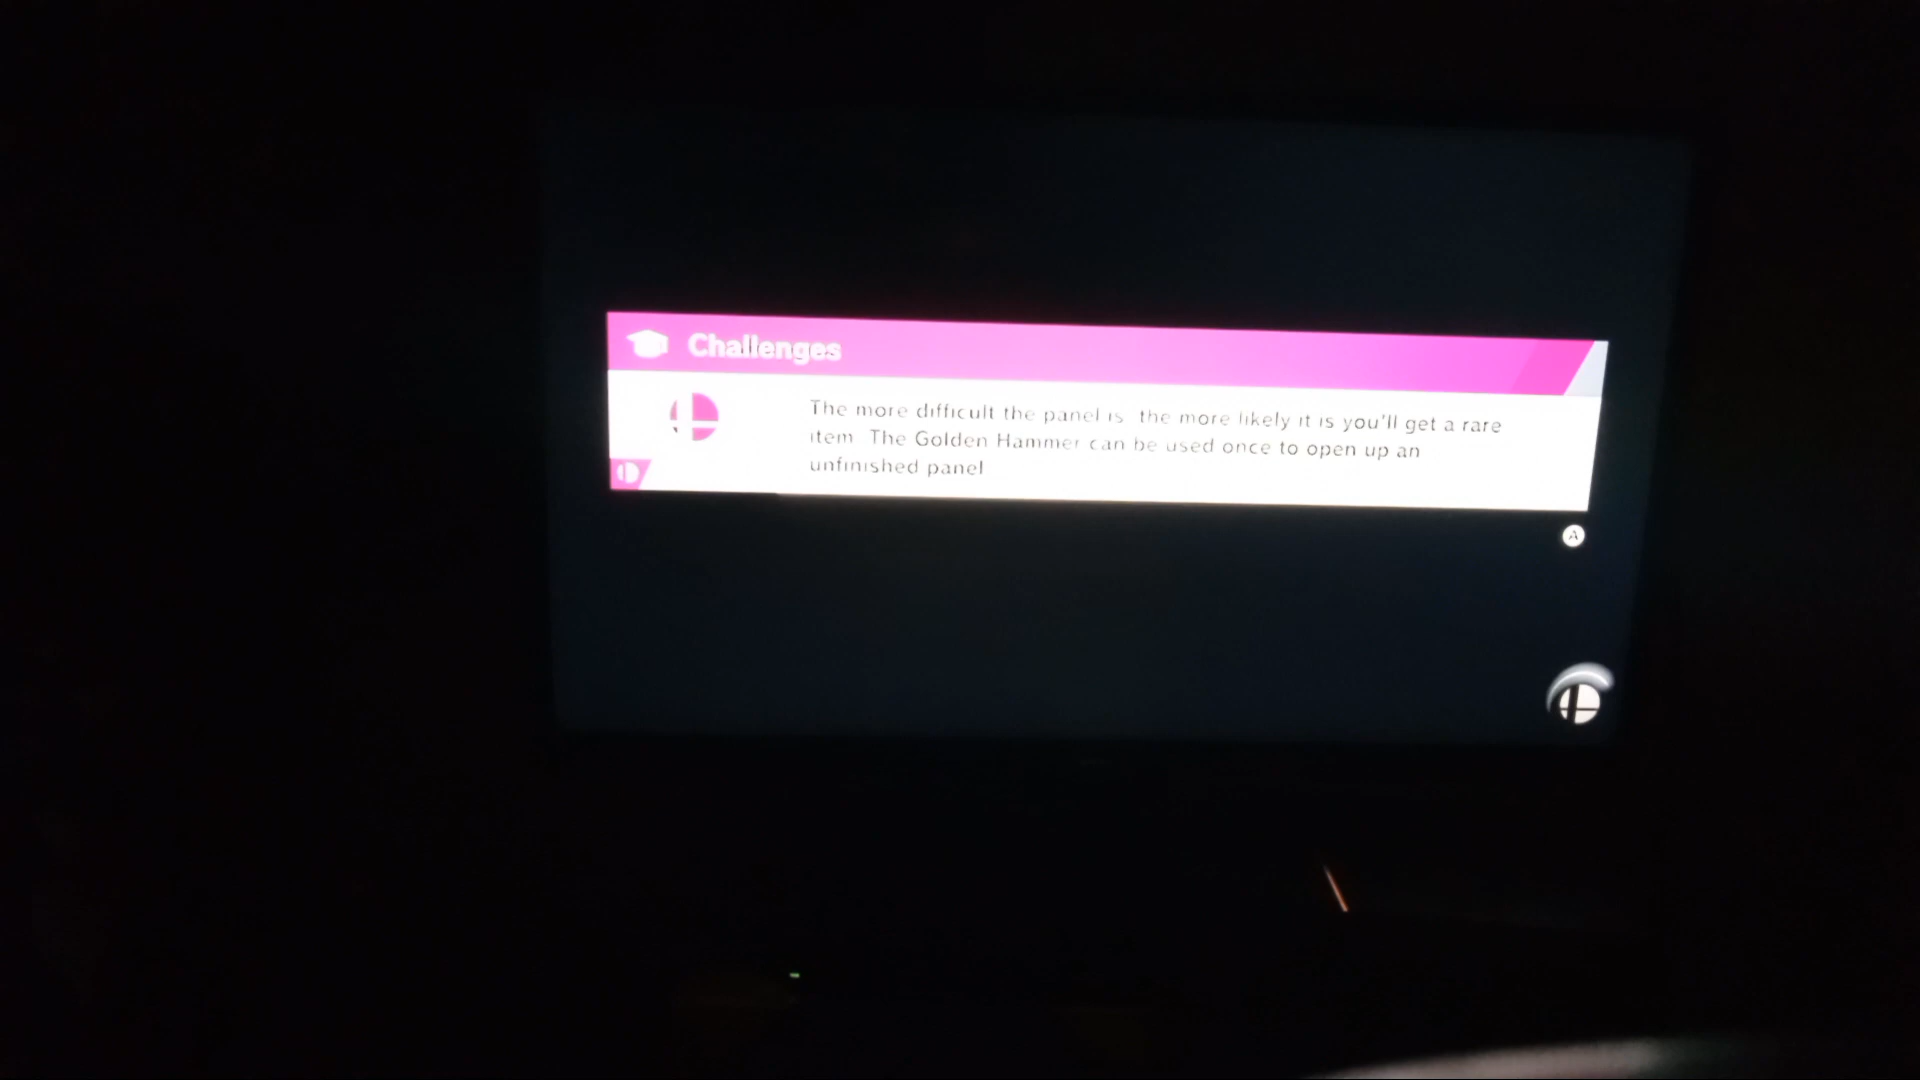 Challenges
The more difficult the panel is the more likely it is you'll get a rare
item The Golden Hammer can be used once to open up an
unfinished panel
A